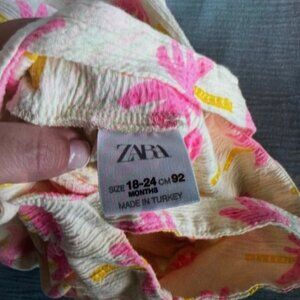 ZARA
SIZE 18-24 CM 92
MONTHS
MADE IN TURKEY